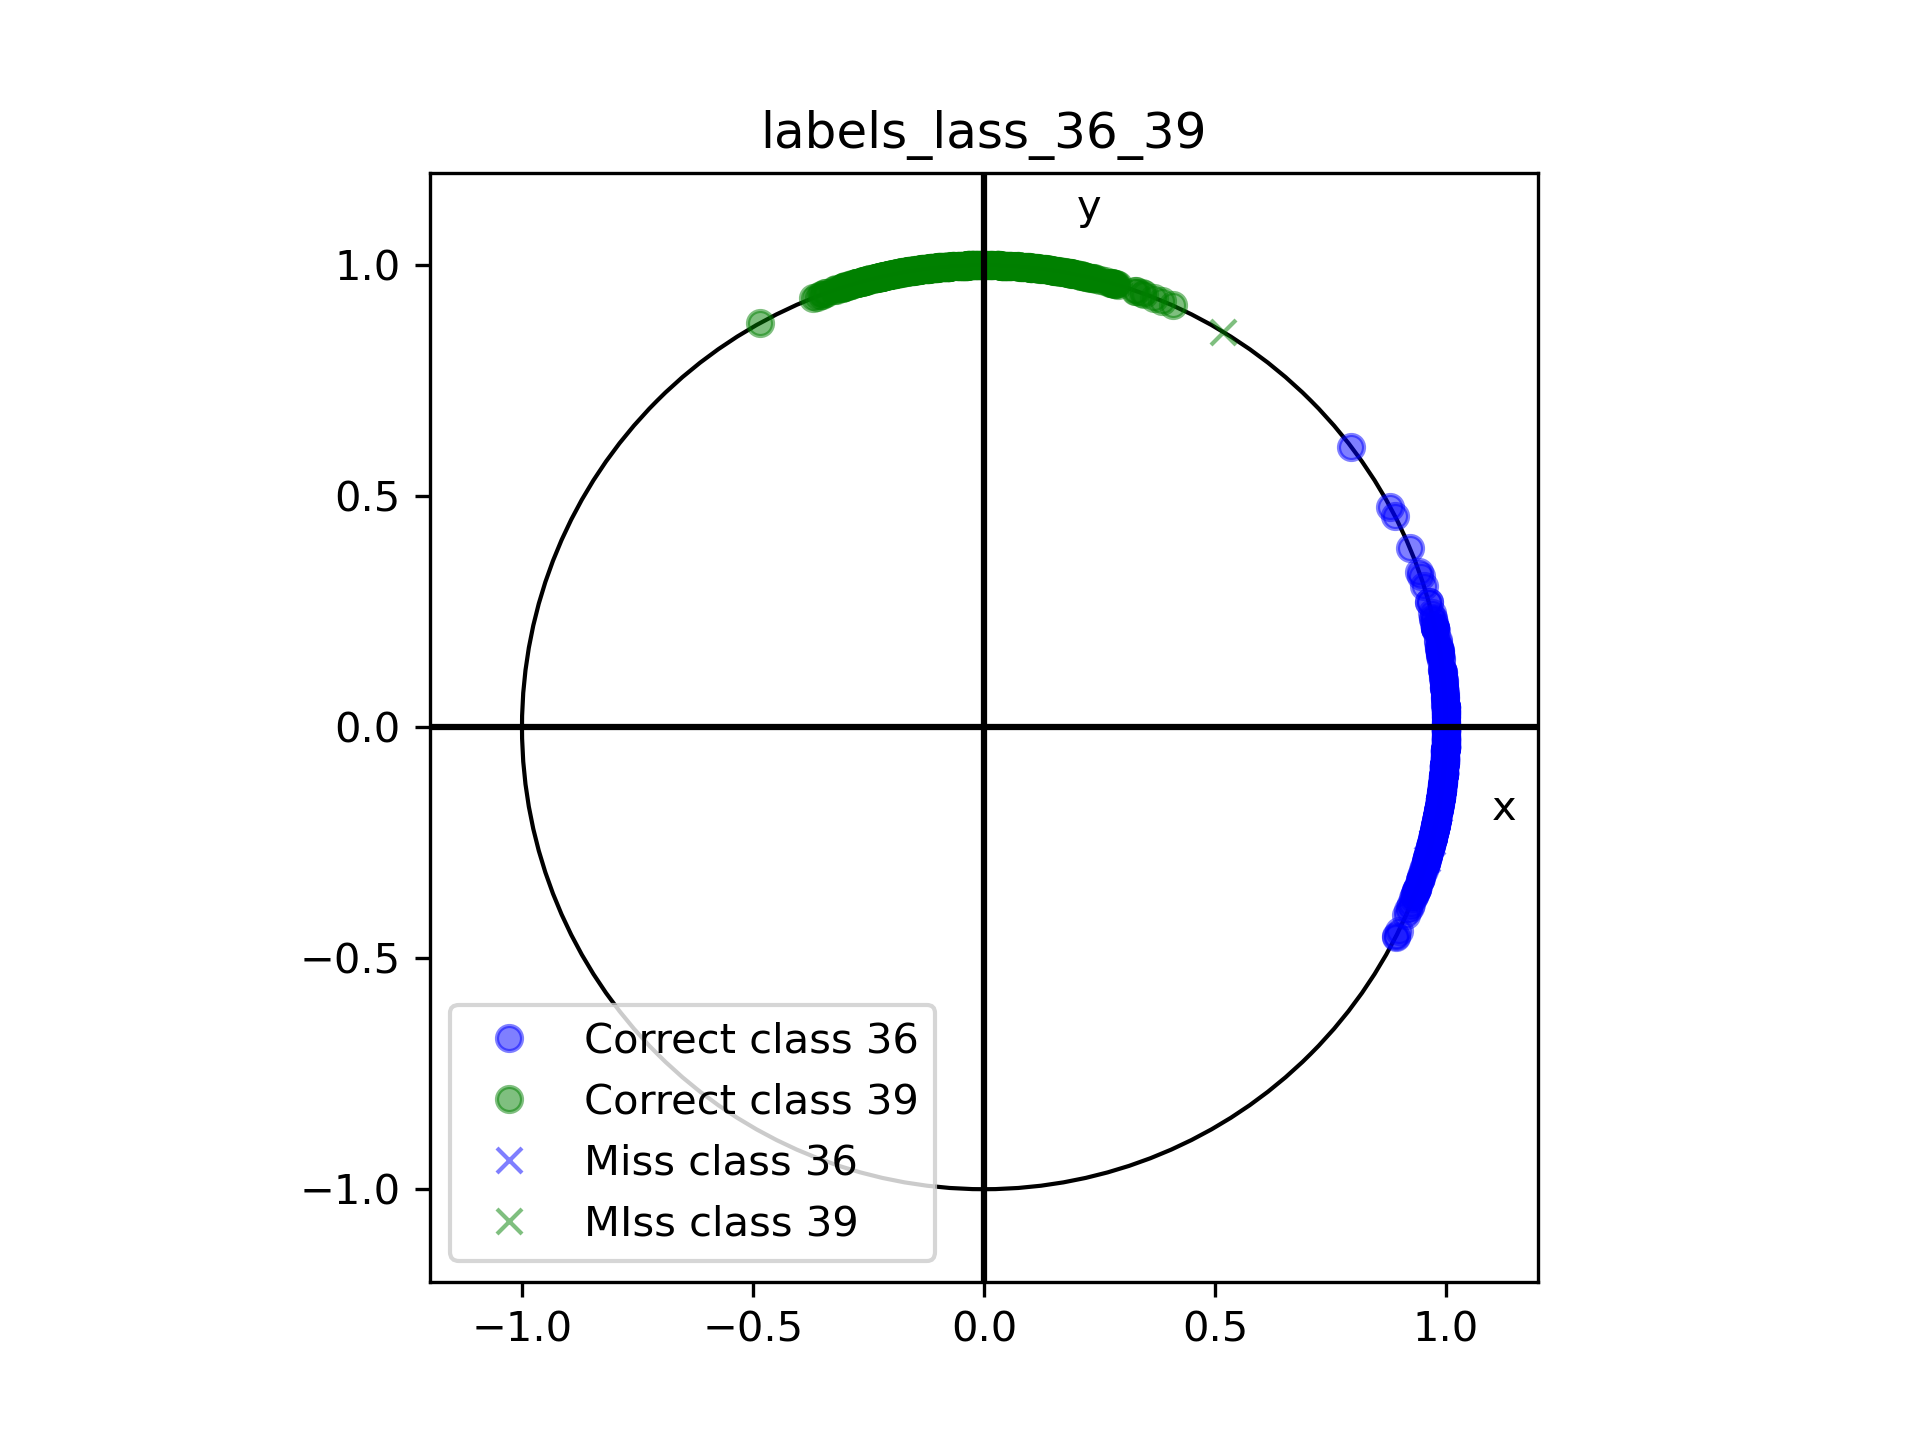 labels_lass_36_39
y
1.0
0.5
0.0
x
−0.5
−1.0
Correct class 36
Correct class 39
Miss class 36
MIss class 39
−1.0 −0.5 0.0 0.5 1.0